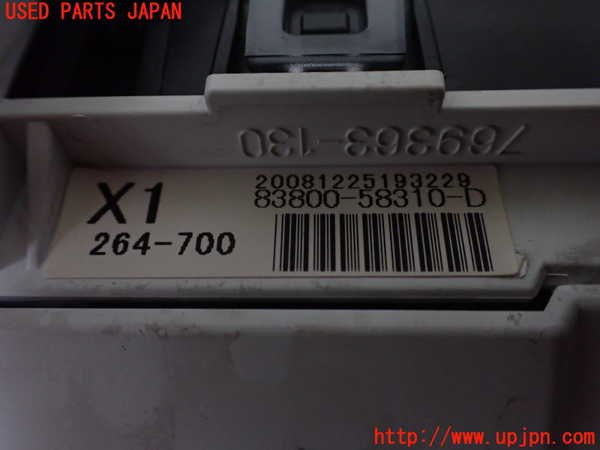 USED PARTS JAPAN
769363-130
X1
264-700
20081225193229
83800-58310-D
http://www.upjpn.com/